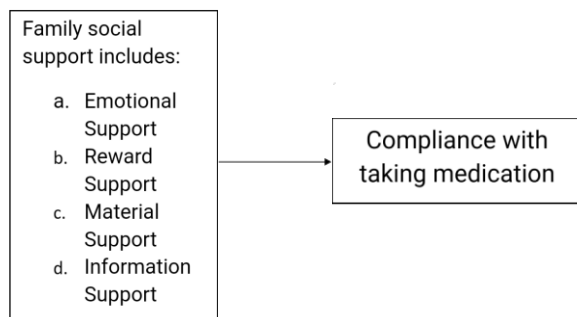 Family social
support includes:
a. Emotional
Support
b. Reward
Support
c. Material
Support
d. Information
Support
Compliance with
taking medication